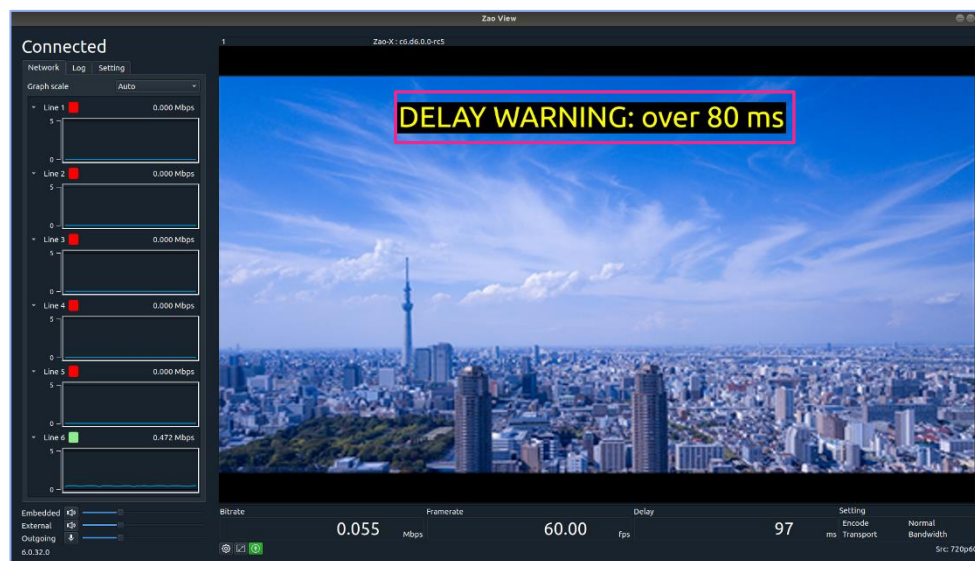 Zao View
Connected
1 Zao-X : c6.d6.0.0-rc5
Network Log Setting
Graph scale Auto
Line 1 0.000 Mbps
5
0
Line 2 0.000 Mbps
5
0
Line 3 0.000 Mbps
5
0
Line 4 0.000 Mbps
5
0
Line 5 0.000 Mbps
5
0
Line 6 0.472 Mbps
5
0
Embedded
External
Outgoing
6.0.32.0
DELAY WARNING: over 80 ms
Bitrate Framerate Delay Setting
0.055 Mbps 60.00 fps 97 ms
Encode Normal
Transport Bandwidth
Src: 720p60